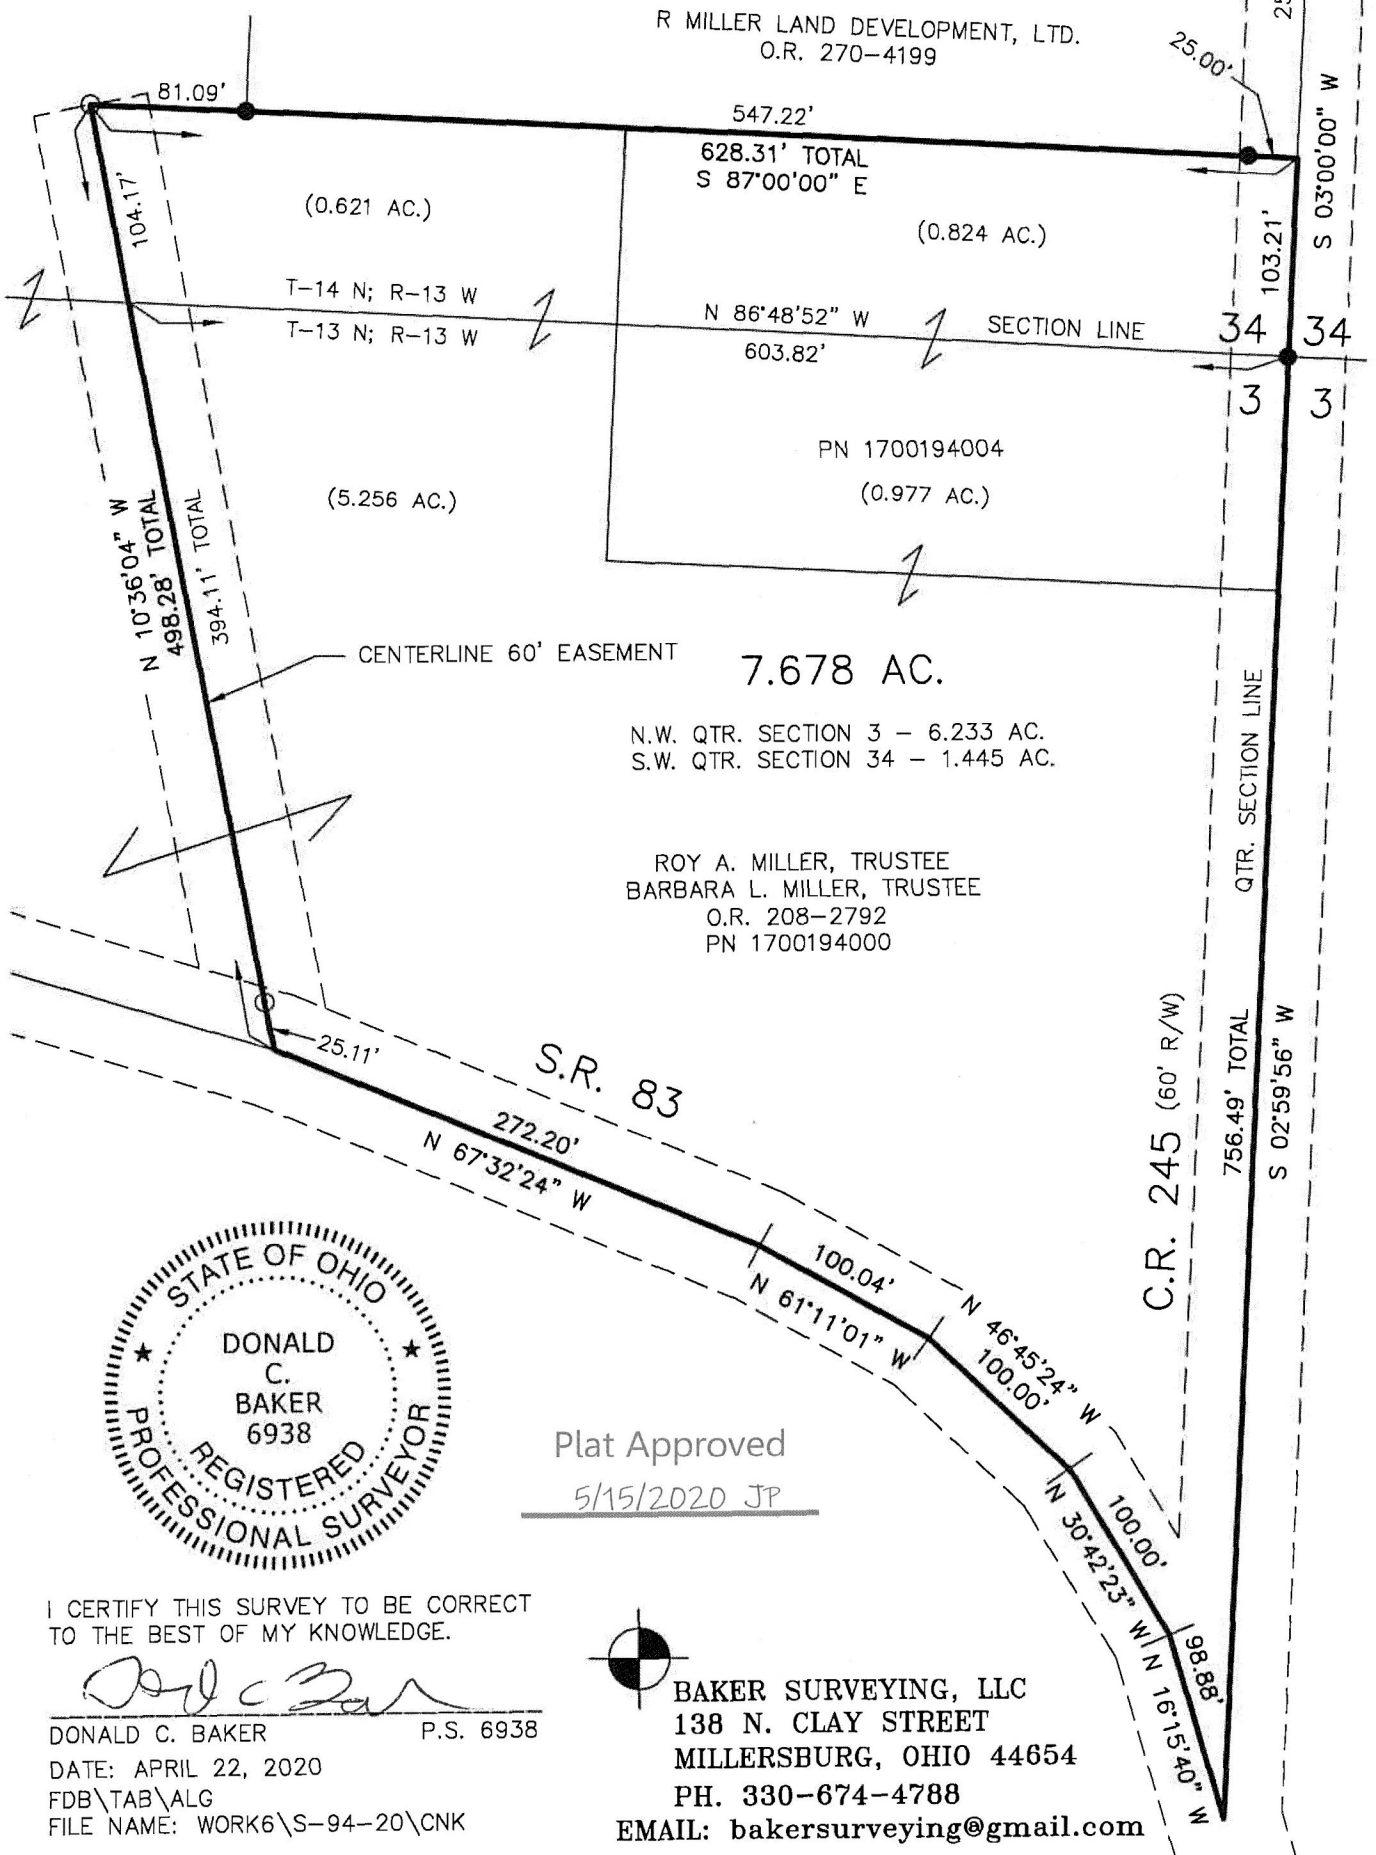 R MILLER LAND DEVELOPMENT, LTD.
O.R. 270-4199
25.00'
25
81.09'
547.22'
628.31' TOTAL
S 87°00'00" E
S 03°00'00" W
103.21'
104.17'
(0.621 AC.)
(0.824 AC.)
T-14 N; R-13 W
T-13 N; R-13 W
N 86°48'52" W
603.82'
SECTION LINE
34 34
3 3
PN 1700194004
(0.977 AC.)
(5.256 AC.)
N 10°36'04" W
498.28' TOTAL
394.11' TOTAL
CENTERLINE 60' EASEMENT
7.678 AC.
N.W. QTR. SECTION 3 - 6.233 AC.
S.W. QTR. SECTION 34 - 1.445 AC.
QTR. SECTION LINE
ROY A. MILLER, TRUSTEE
BARBARA L. MILLER, TRUSTEE
O.R. 208-2792
PN 1700194000
25.11'
S.R. 83
C.R. 245 (60' R/W)
756.49' TOTAL
S 02°59'56" W
272.20'
N 67°32'24" W
100.04'
N 61°11'01" W
N 46°45'24" W
100.00'
100.00'
N 30°42'23" W
98.88'
N 16°15'40" W
STATE OF OHIO
DONALD
C.
BAKER
6938
REGISTERED
PROFESSIONAL SURVEYOR
Plat Approved
5/15/2020 JP
I CERTIFY THIS SURVEY TO BE CORRECT
TO THE BEST OF MY KNOWLEDGE.
DONALD C. BAKER P.S. 6938
DATE: APRIL 22, 2020
FDB\TAB\ALG
FILE NAME: WORK6\S-94-20\CNK
BAKER SURVEYING, LLC
138 N. CLAY STREET
MILLERSBURG, OHIO 44654
PH. 330-674-4788
EMAIL: bakersurveying@gmail.com